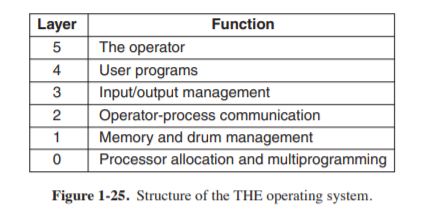 Layer Function
5 The operator
4 User programs
3 Input/output management
2 Operator-process communication
1 Memory and drum management
0 Processor allocation and multiprogramming
Figure 1-25. Structure of the THE operating system.